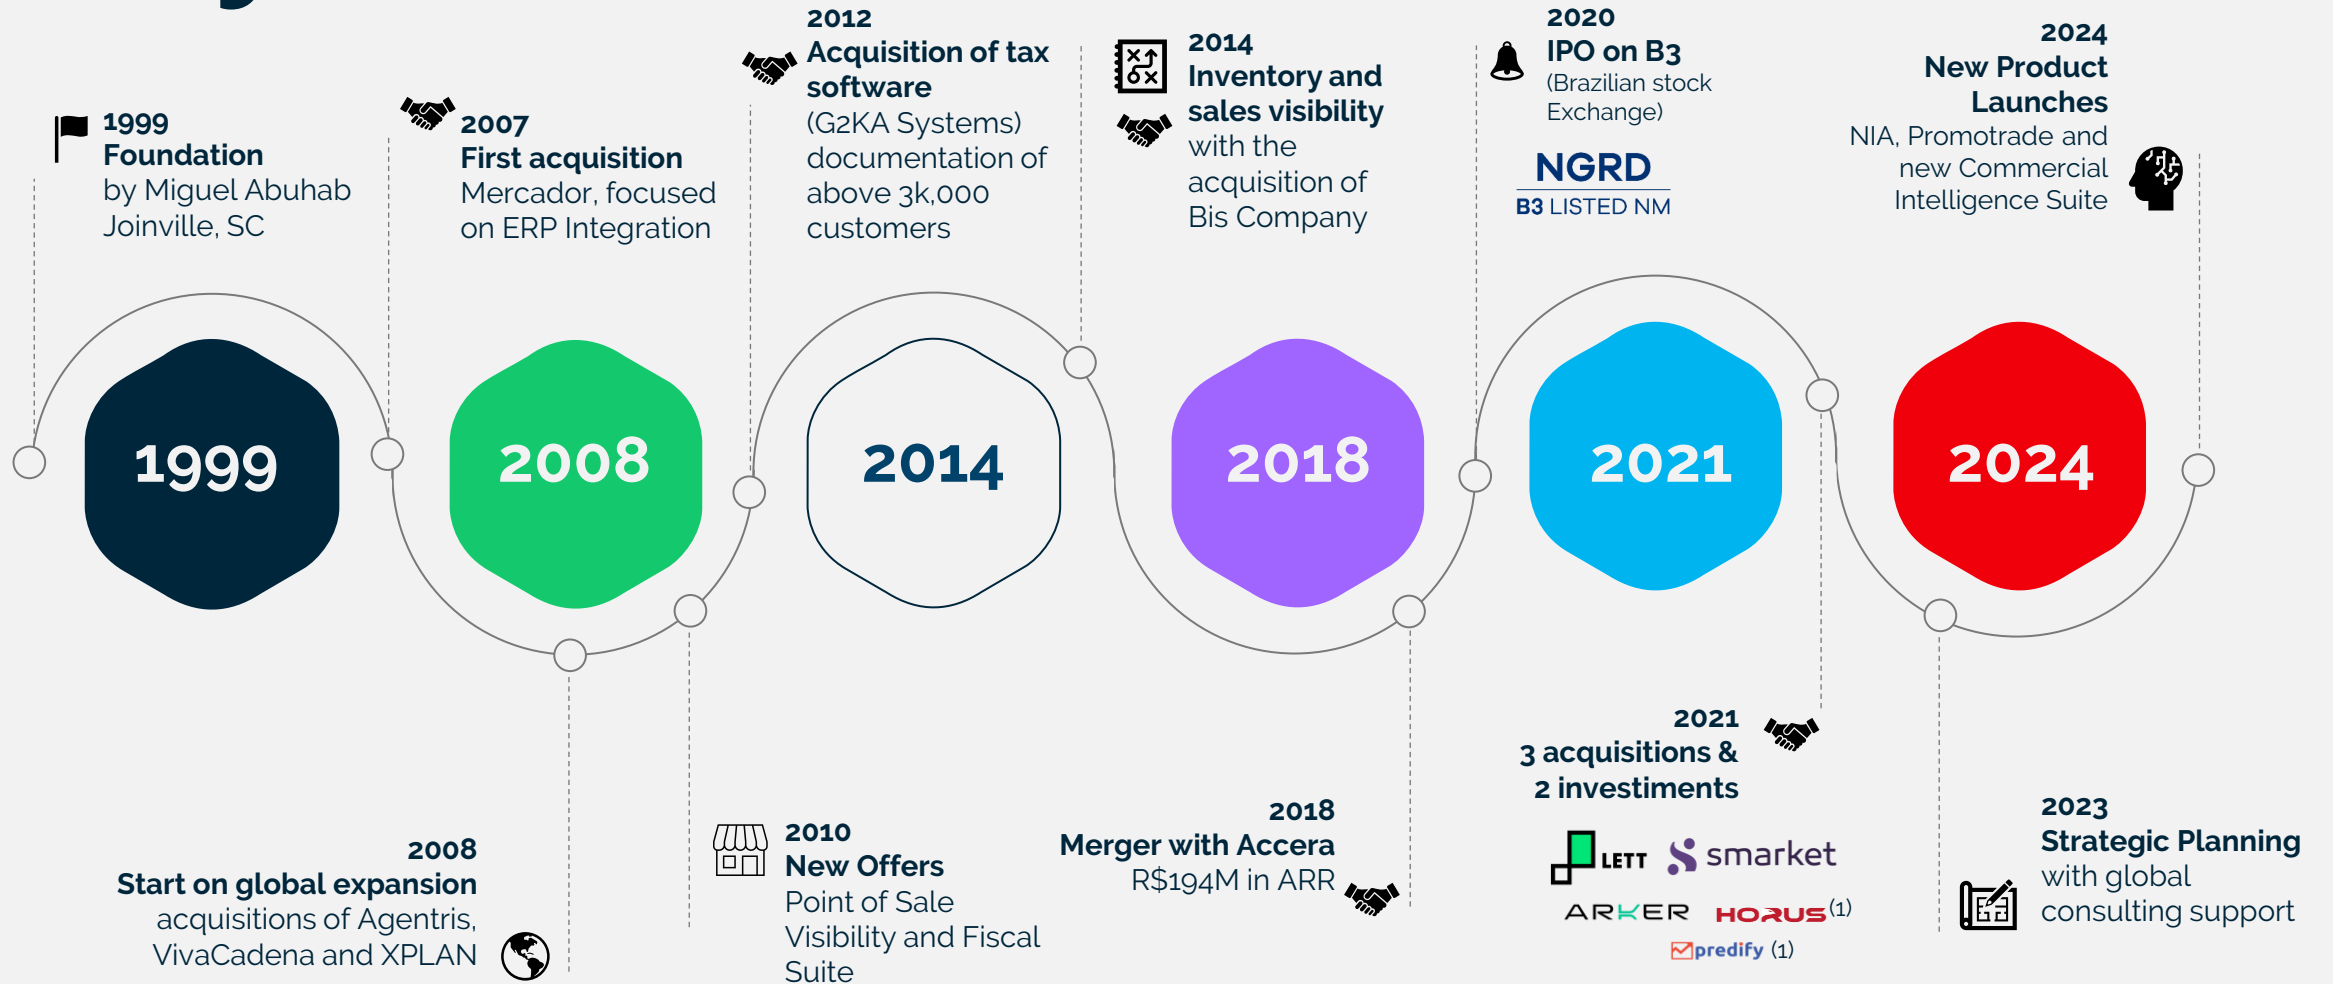 1999
Foundation
by Miguel Abuhab
Joinville, SC
2007
First acquisition
Mercador, focused
on ERP Integration
2012
Acquisition of tax
software
(G2KA Systems)
documentation of
above 3k,000
customers
2014
Inventory and
sales visibility
with the
acquisition of
Bis Company
2020
IPO on B3
(Brazilian stock
Exchange)
NGRD
B3 LISTED NM
2024
New Product
Launches
NIA, Promotrade and
new Commercial
Intelligence Suite
1999
2008
2014
2018
2021
2024
2008
Start on global expansion
acquisitions of Agentris,
VivaCadena and XPLAN
2010
New Offers
Point of Sale
Visibility and Fiscal
Suite
2018
Merger with Accera
R$194M in ARR
2021
3 acquisitions &
2 investiments
LETT smarket
ARKER HORUS (1)
predify (1)
2023
Strategic Planning
with global
consulting support